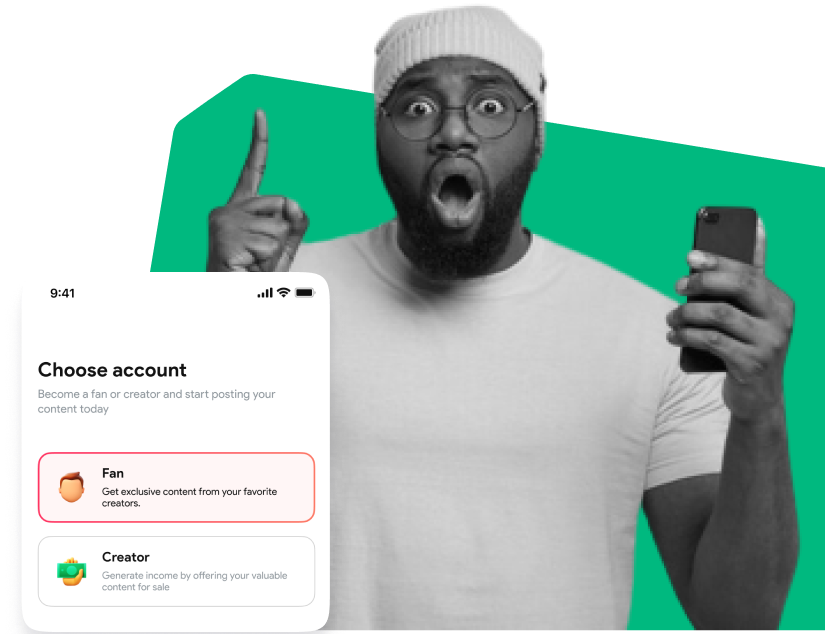 9:41
Choose account
Become a fan or creator and start posting your
content today
Fan
Get exclusive content from your favorite
creators.
Creator
Generate income by offering your valuable
content for sale